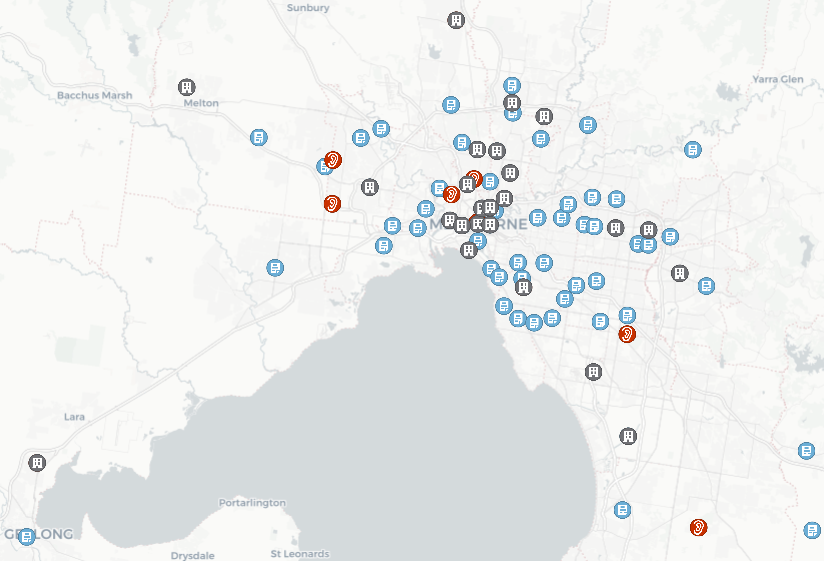 Sunbury
Yarra Glen
Bacchus Marsh
Melton
MELBOURNE
Lara
Portarlington
GEELONG
Drysdale
St Leonards